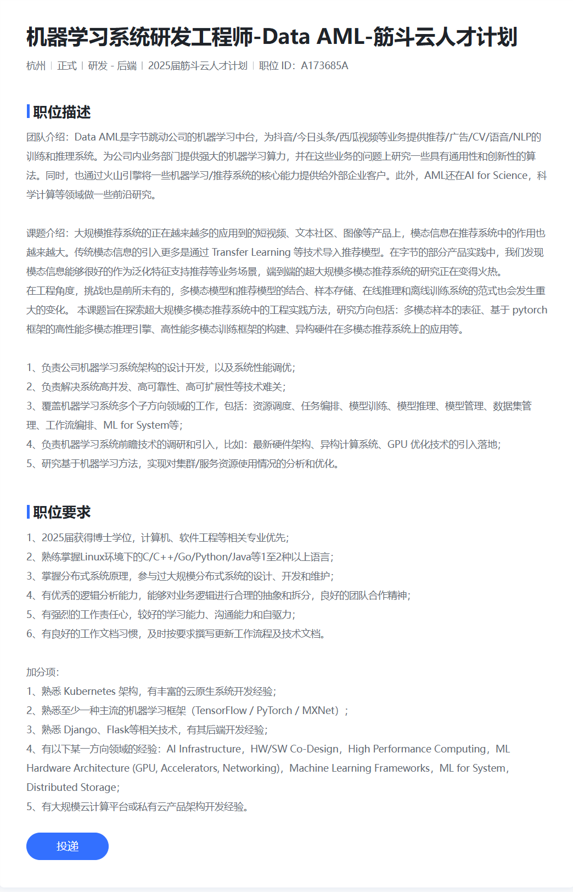 机器学习系统研发工程师-Data AML-筋斗云人才计划
杭州 | 正式 | 研发 - 后端 | 2025届筋斗云人才计划 | 职位 ID：A173685A
职位描述
团队介绍：Data AML是字节跳动公司的机器学习中台，为抖音/今日头条/西瓜视频等业务提供推荐/广告/CV/语音/NLP的
训练和推理系统。为公司内业务部门提供强大的机器学习算力，并在这些业务的问题上研究一些具有通用性和创新性的算
法。同时，也通过火山引擎将一些机器学习/推荐系统的核心能力提供给外部企业客户。此外，AML还在AI for Science，科
学计算等领域做一些前沿研究。
课题介绍：大规模推荐系统的正在越来越多的应用到的短视频、文本社区、图像等产品上，模态信息在推荐系统中的作用也
越来越大。传统模态信息的引入更多是通过 Transfer Learning 等技术导入推荐模型。在字节的部分产品实践中，我们发现
模态信息能够很好的作为泛化特征支持推荐等业务场景，端到端的超大规模多模态推荐系统的研究正在变得火热。
在工程角度，挑战也是前所未有的，多模态模型和推荐模型的结合、样本存储、在线推理和离线训练系统的范式也会发生重
大的变化。 本课题旨在探索超大规模多模态推荐系统中的工程实践方法，研究方向包括：多模态样本的表征、基于 pytorch
框架的高性能多模态推理引擎、高性能多模态训练框架的构建、异构硬件在多模态推荐系统上的应用等。
1、负责公司机器学习系统架构的设计开发，以及系统性能调优；
2、负责解决系统高并发、高可靠性、高可扩展性等技术难关；
3、覆盖机器学习系统多个子方向领域的工作，包括：资源调度、任务编排、模型训练、模型推理、模型管理、数据集管
理、工作流编排、ML for System等；
4、负责机器学习系统前瞻技术的调研和引入，比如：最新硬件架构、异构计算系统、GPU 优化技术的引入落地；
5、研究基于机器学习方法，实现对集群/服务资源使用情况的分析和优化。
职位要求
1、2025届获得博士学位，计算机、软件工程等相关专业优先；
2、熟练掌握Linux环境下的C/C++/Go/Python/Java等1至2种以上语言；
3、掌握分布式系统原理，参与过大规模分布式系统的设计、开发和维护；
4、有优秀的逻辑分析能力，能够对业务逻辑进行合理的抽象和拆分，良好的团队合作精神；
5、有强烈的工作责任心，较好的学习能力、沟通能力和自驱力；
6、有良好的工作文档习惯，及时按要求撰写更新工作流程及技术文档。
加分项：
1、熟悉 Kubernetes 架构，有丰富的云原生系统开发经验；
2、熟悉至少一种主流的机器学习框架（TensorFlow / PyTorch / MXNet）；
3、熟悉 Django、Flask等相关技术，有其后端开发经验；
4、有以下某一方向领域的经验：AI Infrastructure，HW/SW Co-Design，High Performance Computing，ML
Hardware Architecture (GPU, Accelerators, Networking)，Machine Learning Frameworks，ML for System，
Distributed Storage；
5、有大规模云计算平台或私有云产品架构开发经验。
投递